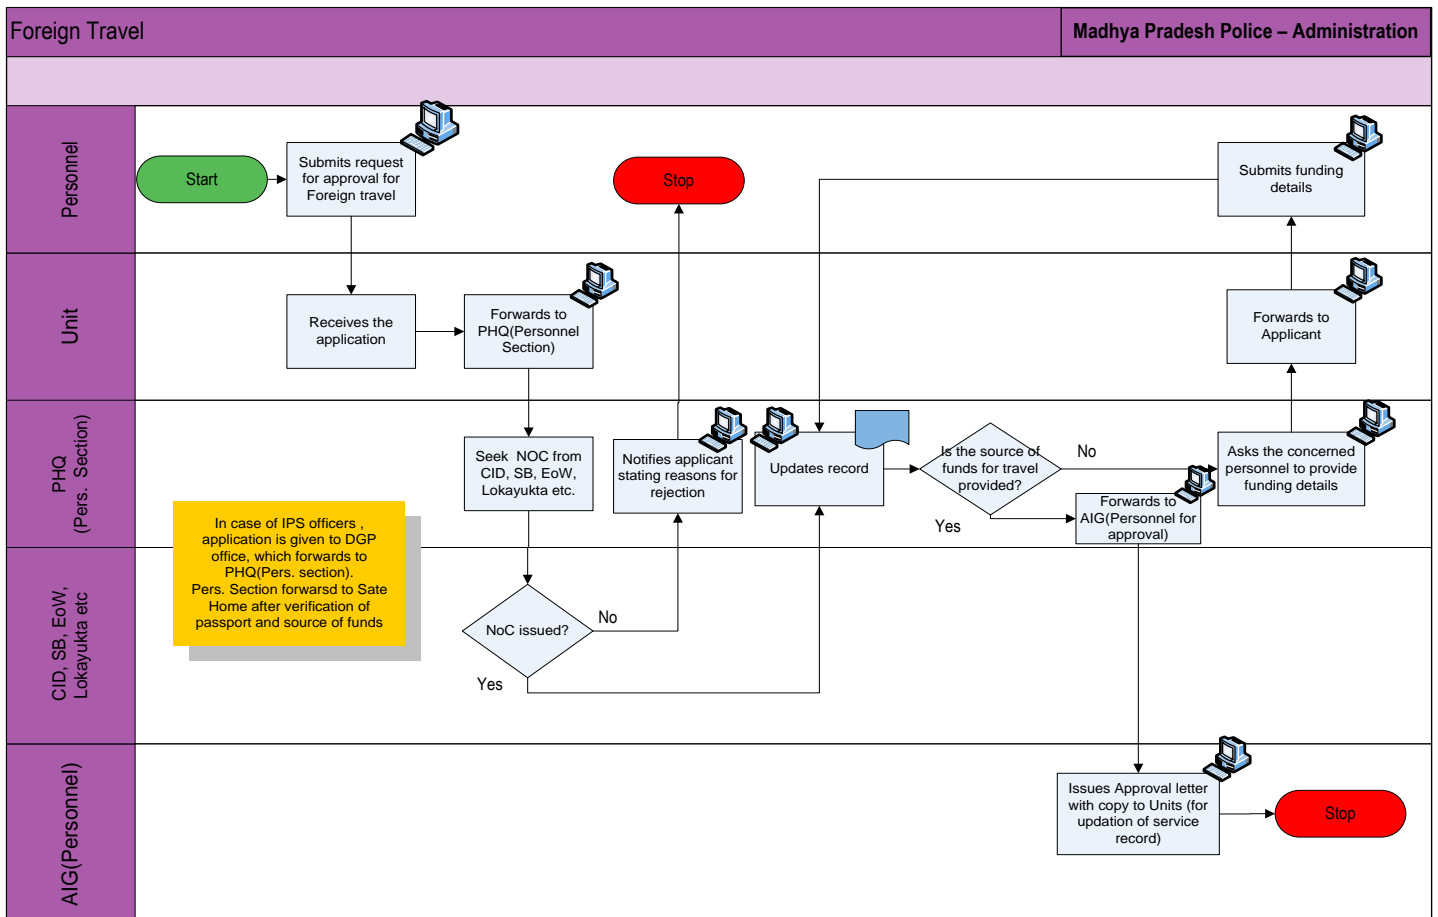 Foreign Travel
Madhya Pradesh Police – Administration
Personnel
Start
Submits request
for approval for
Foreign travel
Stop
Submits funding
details
Unit
Receives the
application
Forwards to
PHQ(Personnel
Section)
Forwards to
Applicant
PHQ
(Pers. Section)
Seek NOC from
CID, SB, EoW,
Lokayukta etc.
Notifies applicant
stating reasons for
rejection
Updates record
Is the source of
funds for travel
provided?
No
Yes
Forwards to
AIG(Personnel for
approval)
Asks the concerned
personnel to provide
funding details
In case of IPS officers ,
application is given to DGP
office, which forwards to
PHQ(Pers. section).
Pers. Section forwarsd to Sate
Home after verification of
passport and source of funds
CID, SB, EoW,
Lokayukta etc
NoC issued?
No
Yes
AIG(Personnel)
Issues Approval letter
with copy to Units (for
updation of service
record)
Stop